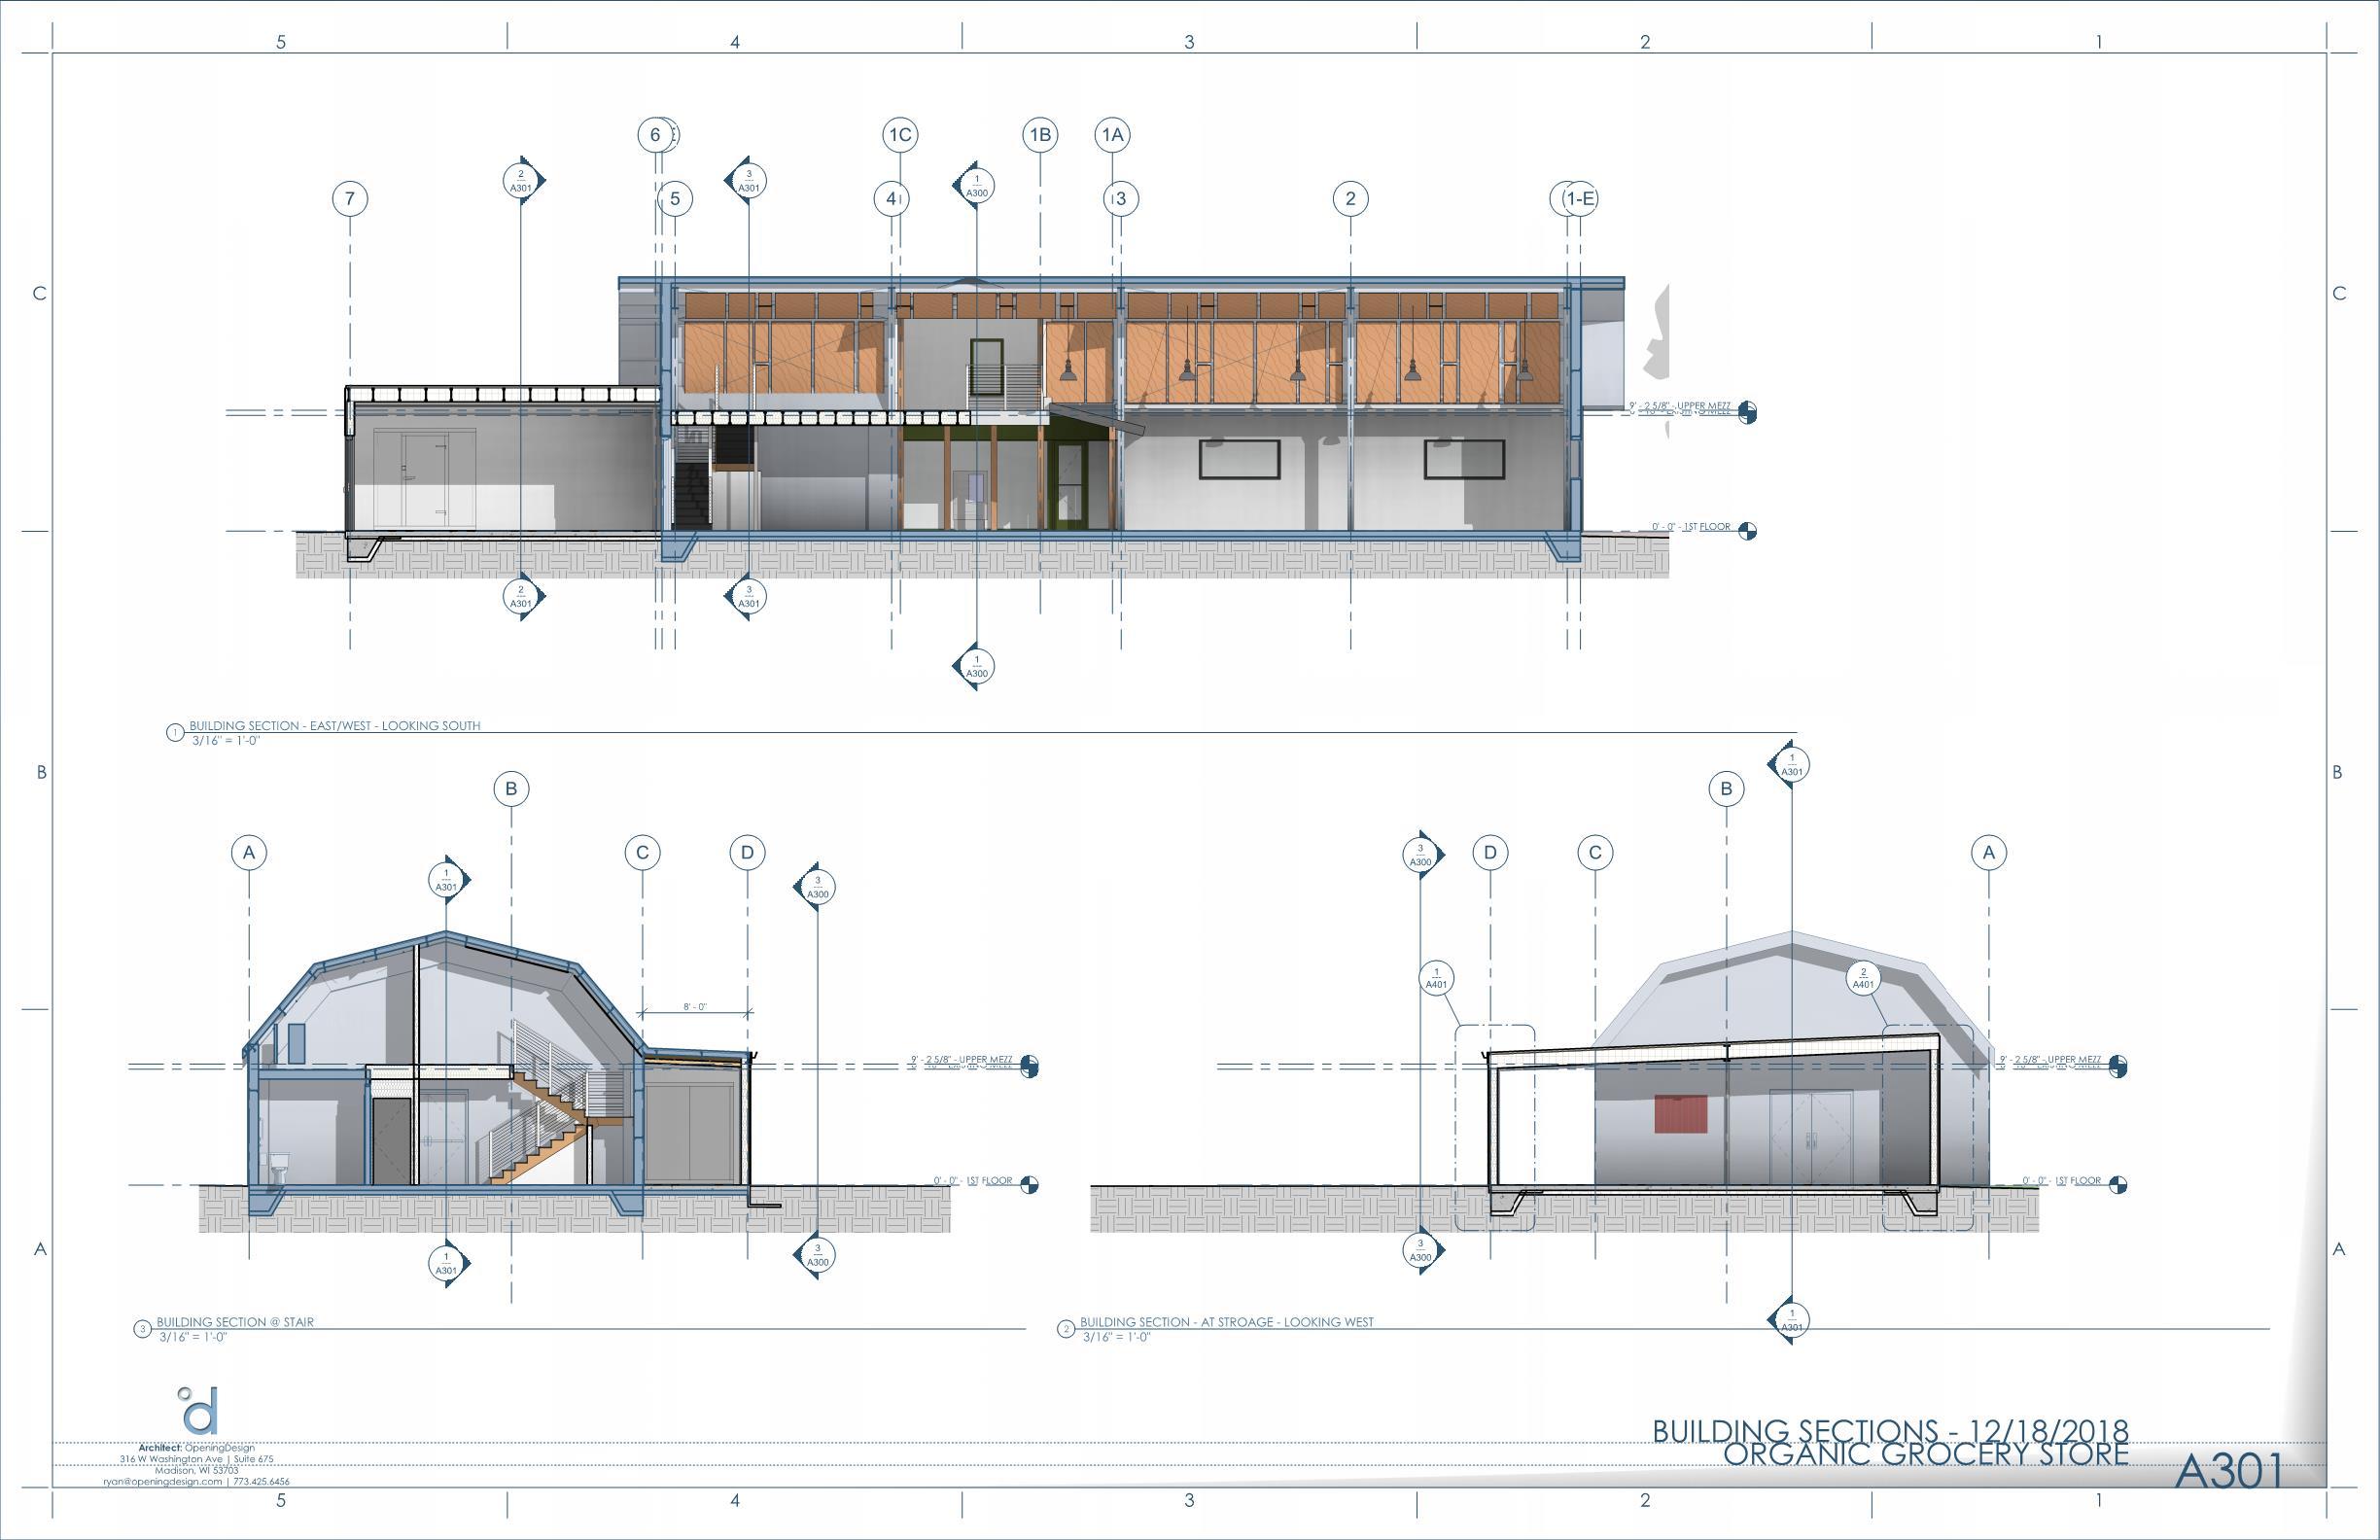 5 4 3 2 1
6 1C 1B 1A
2 A301
3 A301
1 A300
7 5 4 3 2 1-E
C C
9' - 2 5/8" - UPPER MEZZ
0' - 0" - 1ST FLOOR
2 A301
3 A301
1 A300
1 BUILDING SECTION - EAST/WEST - LOOKING SOUTH
3/16" = 1'-0"
B B
1 A301
B B
A C D
3 A300
D C A
1 A301
3 A300
1 A401
2 A401
8' - 0"
9' - 2 5/8" - UPPER MEZZ
9' - 2 5/8" - UPPER MEZZ
0' - 0" - 1ST FLOOR
0' - 0" - 1ST FLOOR
A A
1 A301
3 A300
3 A300
1 A301
3 BUILDING SECTION @ STAIR
3/16" = 1'-0"
2 BUILDING SECTION - AT STROAGE - LOOKING WEST
3/16" = 1'-0"
d
Architect: OpeningDesign
316 W Washington Ave | Suite 675
Madison, WI 53703
ryan@openingdesign.com | 773.425.6456
BUILDING SECTIONS - 12/18/2018
ORGANIC GROCERY STORE
A301
5 4 3 2 1